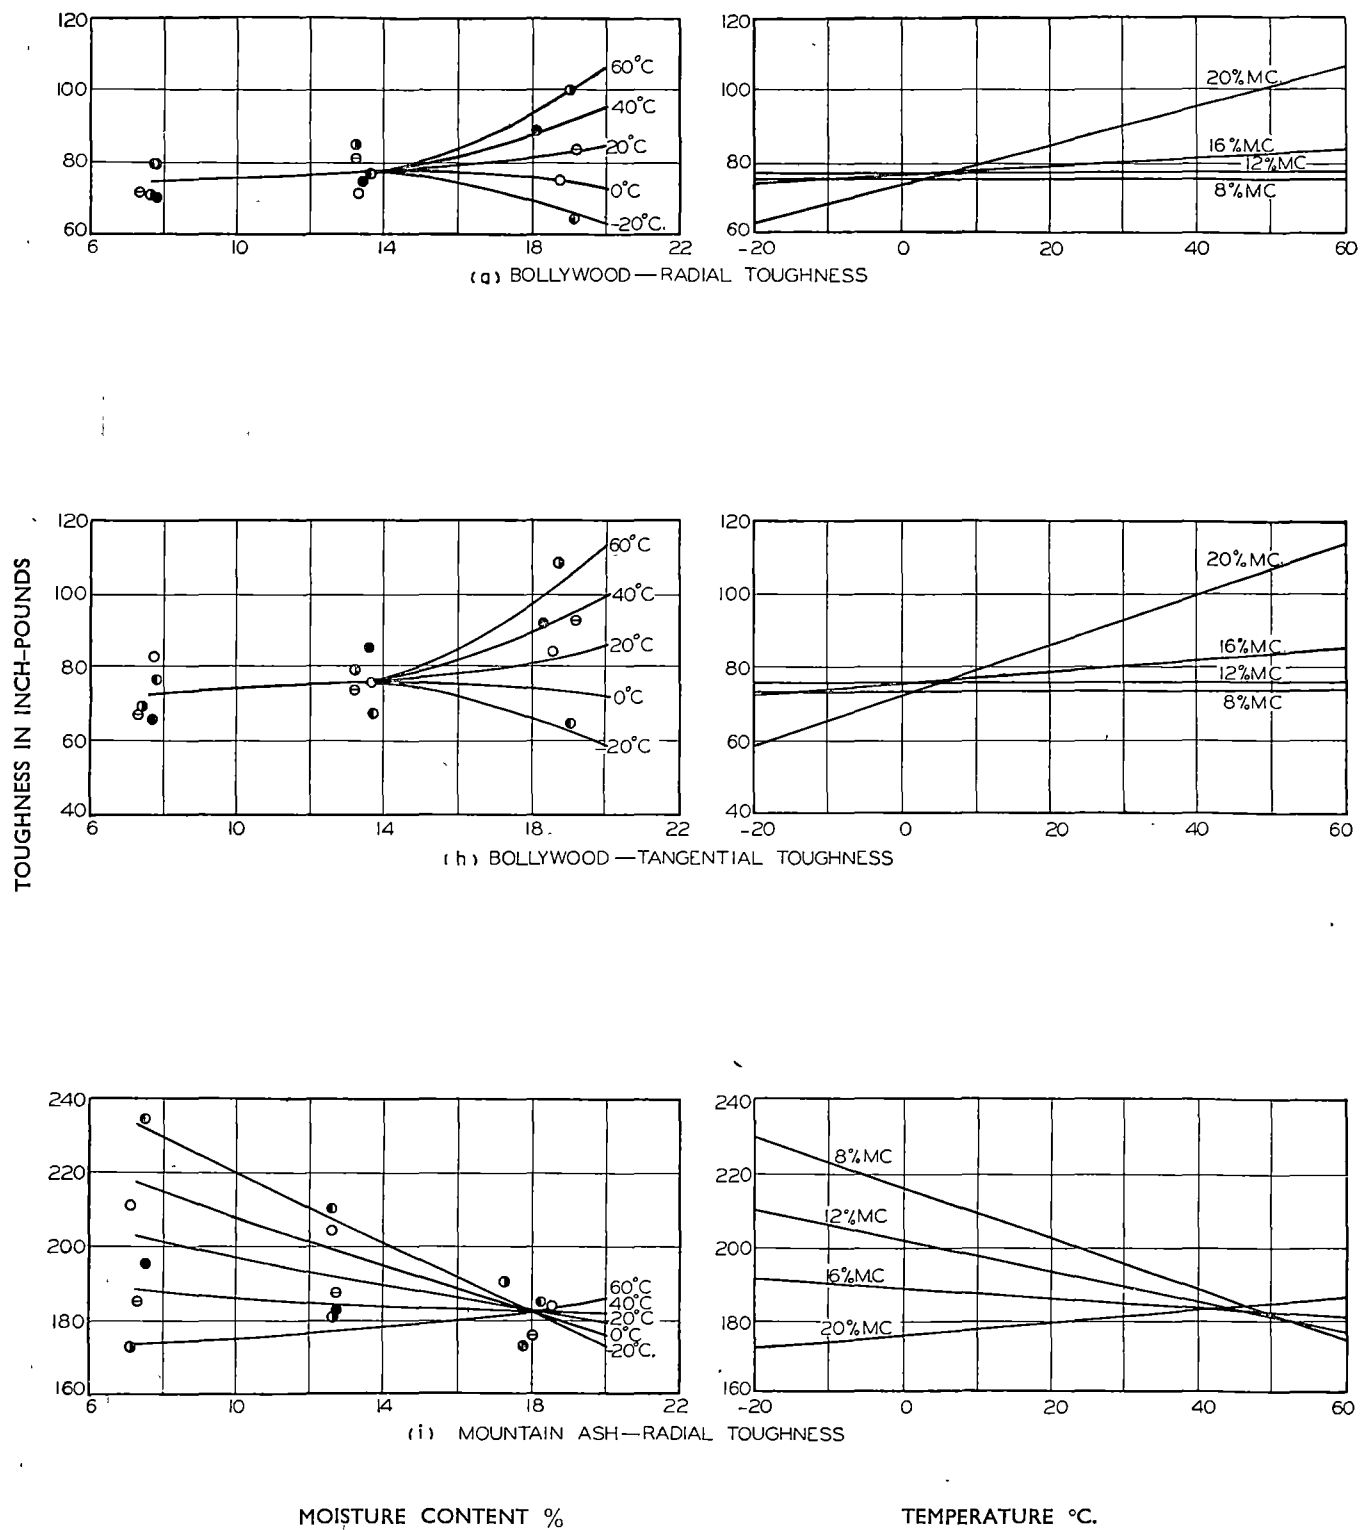 120
100
80
60
6 10 14 18 22
60°C
40°C
20°C
0°C
-20°C.
120
100
80
60
-20 0 20 40 60
20%MC.
16%MC
12%MC
8%MC
(g) BOLLYWOOD—RADIAL TOUGHNESS
TOUGHNESS IN INCH-POUNDS
120
100
80
60
40
6 10 14 18 22
60°C
40°C
20°C
0°C
-20°C
120
100
80
60
40
-20 0 20 40 60
20%MC.
16%MC
12%MC
8%MC
(h) BOLLYWOOD—TANGENTIAL TOUGHNESS
240
220
200
180
160
6 10 14 18 22
60°C
40°C
20°C
0°C
-20°C.
240
220
200
180
160
-20 0 20 40 60
8%MC
12%MC
16%MC
20%MC
(i) MOUNTAIN ASH—RADIAL TOUGHNESS
MOISTURE CONTENT %
TEMPERATURE °C.